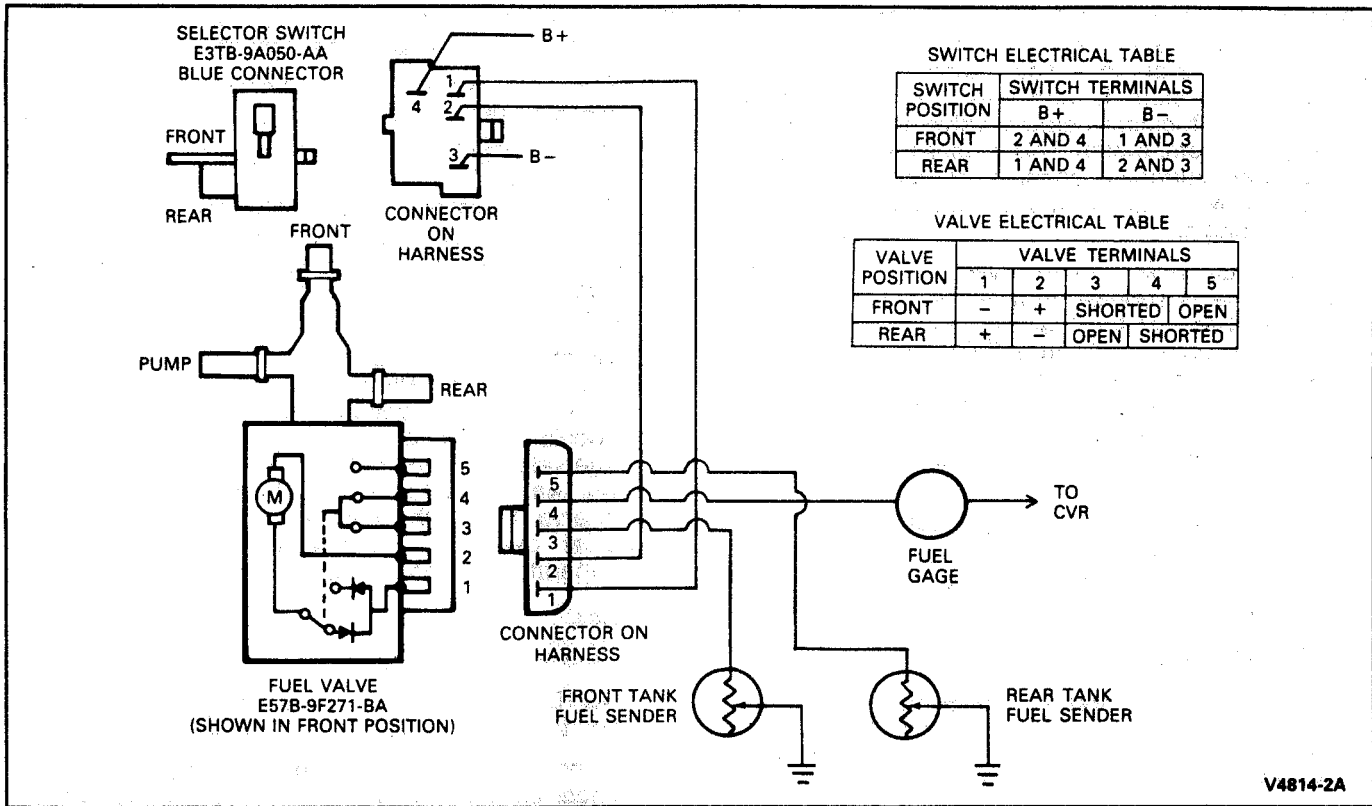 SELECTOR SWITCH
E3TB-9A050-AA
BLUE CONNECTOR
FRONT
REAR
B+
1
4
2
3
B-
CONNECTOR
ON
HARNESS
SWITCH ELECTRICAL TABLE
SWITCH POSITION SWITCH TERMINALS
B+ B-
FRONT 2 AND 4 1 AND 3
REAR 1 AND 4 2 AND 3
VALVE ELECTRICAL TABLE
VALVE POSITION VALVE TERMINALS
1 2 3 4 5
FRONT - + SHORTED OPEN
REAR + - OPEN SHORTED
FRONT
PUMP
REAR
M
5
4
3
2
1
5
4
3
2
1
CONNECTOR ON
HARNESS
FUEL VALVE
E57B-9F271-BA
(SHOWN IN FRONT POSITION)
FUEL
GAGE
TO
CVR
FRONT TANK
FUEL SENDER
REAR TANK
FUEL SENDER
V4814-2A